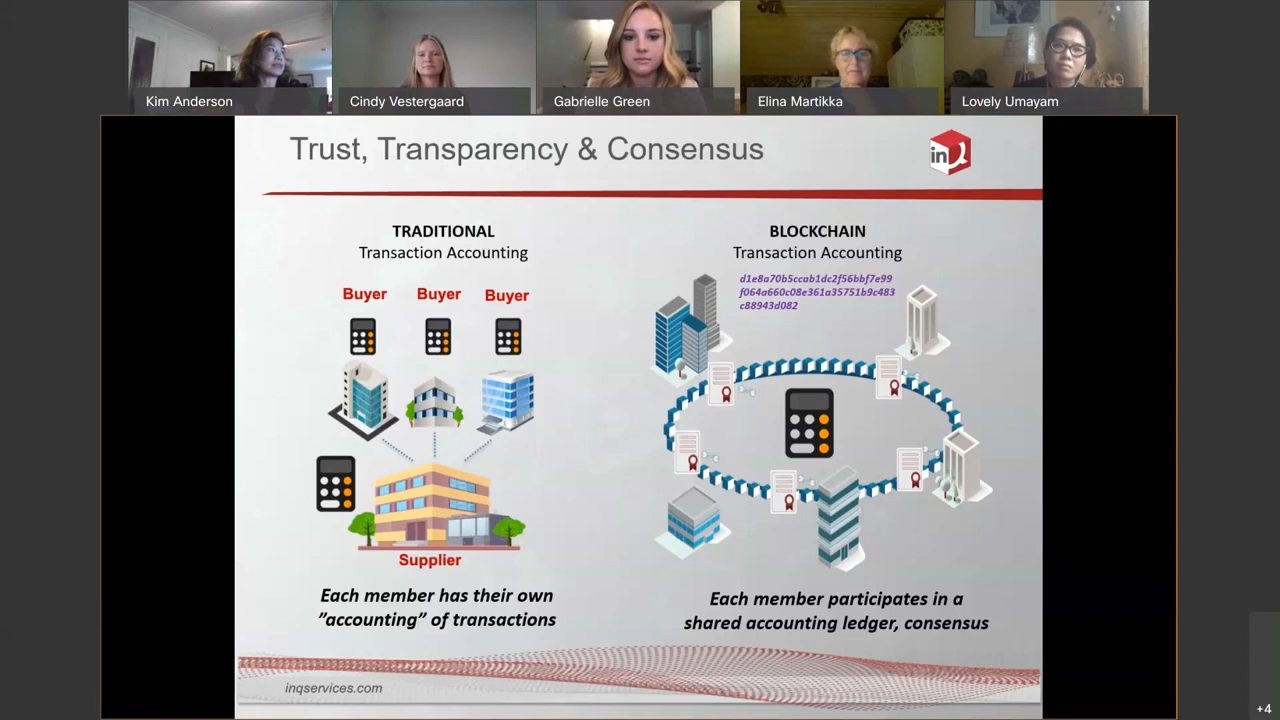 Kim Anderson
Cindy Vestergaard
Gabrielle Green
Elina Martikka
Lovely Umayam
Trust, Transparency & Consensus
in
TRADITIONAL
Transaction Accounting
Buyer
Buyer
Buyer
Supplier
Each member has their own
”accounting” of transactions
BLOCKCHAIN
Transaction Accounting
d1e8a70b5ccab1dc2f56bbf7e99
f064a660c08e361a35751b9c483
c88943d082
Each member participates in a
shared accounting ledger, consensus
inqservices.com
+4